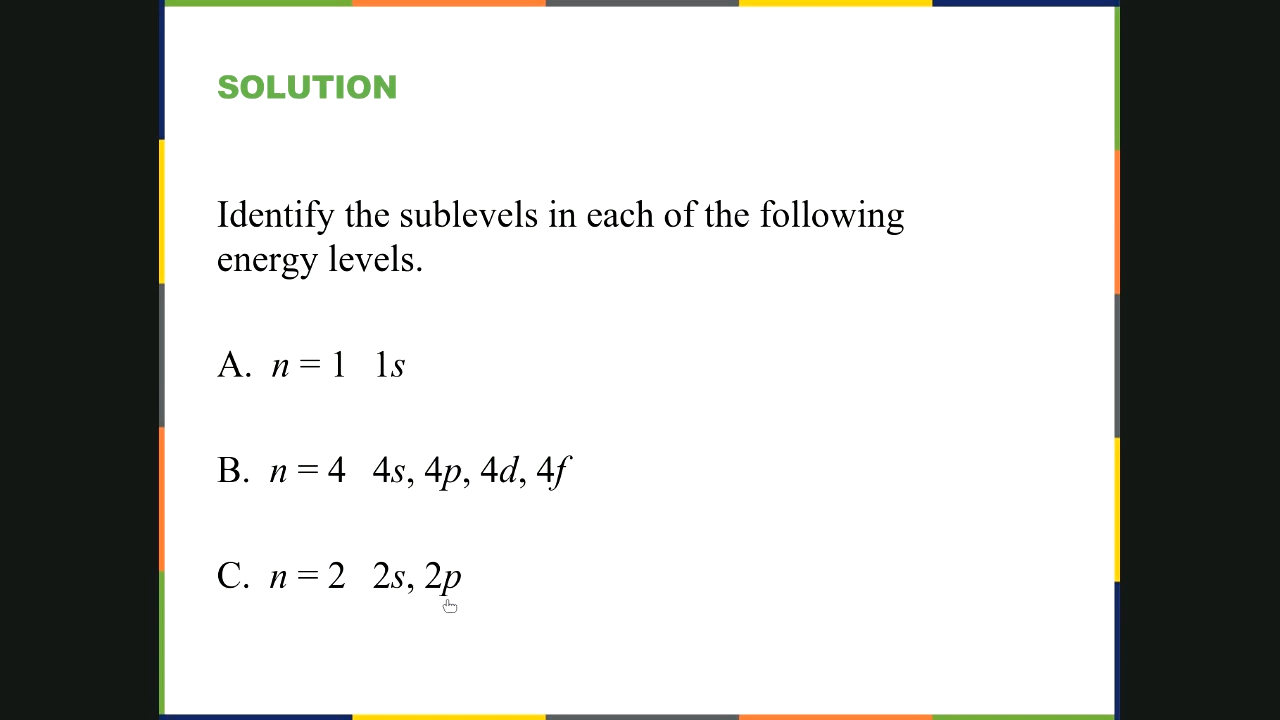 SOLUTION
Identify the sublevels in each of the following
energy levels.
A. n = 1 1s
B. n = 4 4s, 4p, 4d, 4f
C. n = 2 2s, 2p